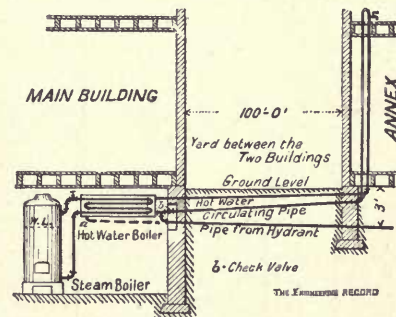 MAIN BUILDING
100'-0"
ANNEX
Yard between the
Two Buildings
Ground Level
Hot Water
Circulating Pipe
Pipe from Hydrant
3'
W.L.
b
a
Hot Water Boiler
b-Check Valve
Steam Boiler
THE ENGINEERING RECORD